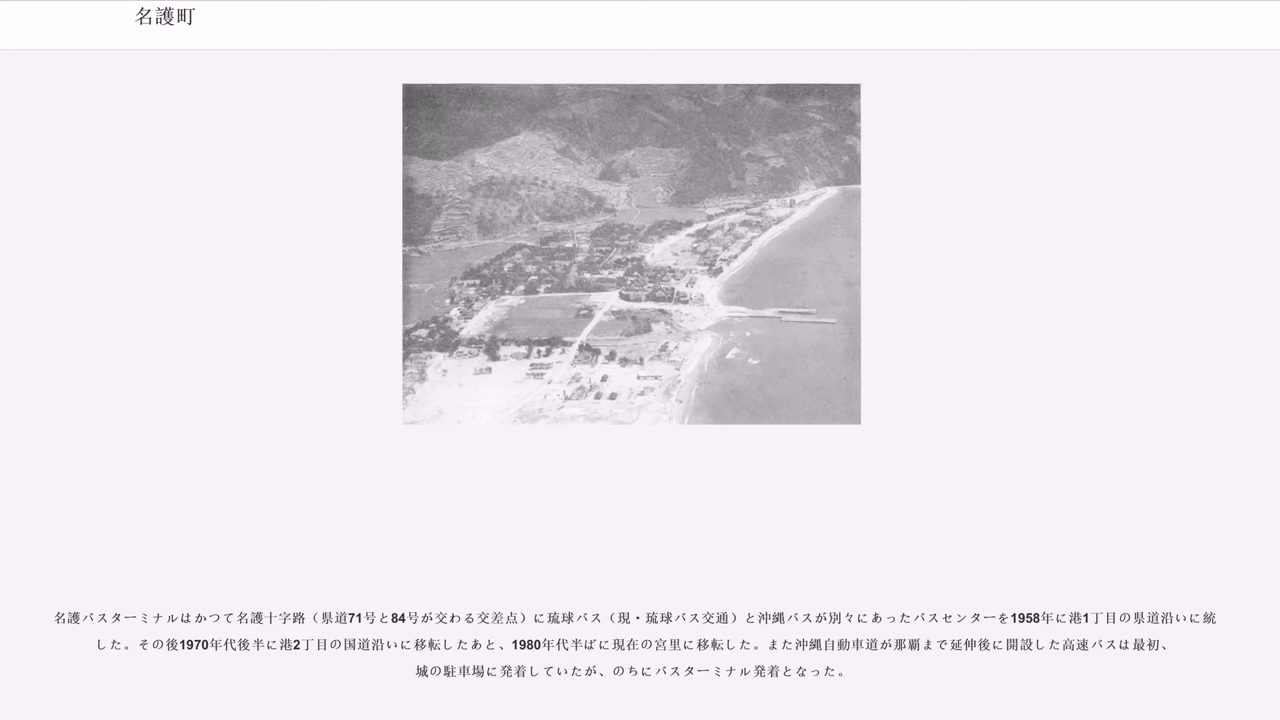 名護町
名護バスターミナルはかつて名護十字路（県道71号と84号が交わる交差点）に琉球バス（現・琉球バス交通）と沖縄バスが別々にあったバスセンターを1958年に港1丁目の県道沿いに統
した。その後1970年代後半に港2丁目の国道沿いに移転したあと、1980年代半ばに現在の宮里に移転した。また沖縄自動車道が那覇まで延伸後に開設した高速バスは最初、
城の駐車場に発着していたが、のちにバスターミナル発着となった。